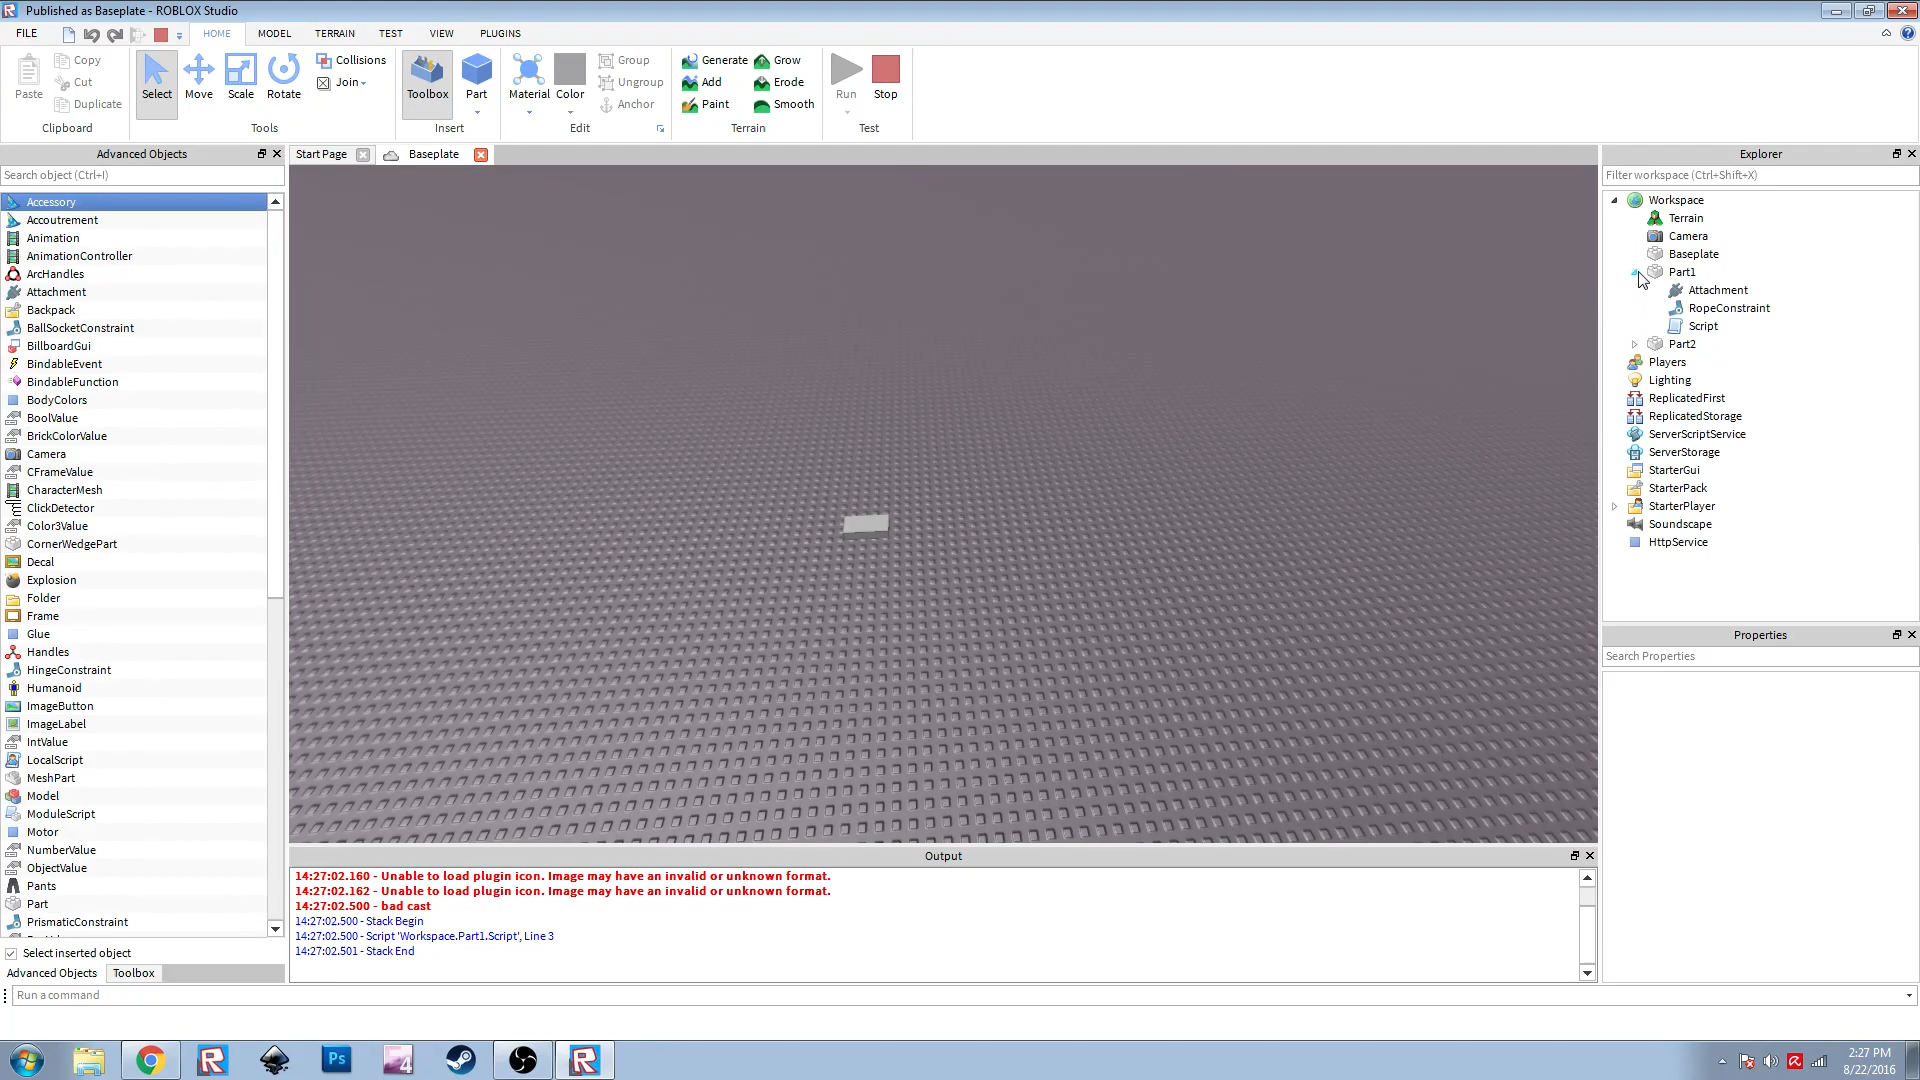 Published as Baseplate - ROBLOX Studio
FILE
HOME
MODEL
TERRAIN
TEST
VIEW
PLUGINS
Paste
Copy
Cut
Duplicate
Clipboard
Select
Move
Scale
Rotate
Collisions
Join
Tools
Toolbox
Part
Insert
Material
Color
Group
Ungroup
Anchor
Edit
Generate
Add
Paint
Grow
Erode
Smooth
Terrain
Run
Stop
Test
Advanced Objects
Search object (Ctrl+I)
Accessory
Accoutrement
Animation
AnimationController
ArcHandles
Attachment
Backpack
BallSocketConstraint
BillboardGui
BindableEvent
BindableFunction
BodyColors
BoolValue
BrickColorValue
Camera
CFrameValue
CharacterMesh
ClickDetector
Color3Value
CornerWedgePart
Decal
Explosion
Folder
Frame
Glue
Handles
HingeConstraint
Humanoid
ImageButton
ImageLabel
IntValue
LocalScript
MeshPart
Model
ModuleScript
Motor
NumberValue
ObjectValue
Pants
Part
PrismaticConstraint
Select inserted object
Advanced Objects
Toolbox
Start Page
Baseplate
Output
14:27:02.160 - Unable to load plugin icon. Image may have an invalid or unknown format.
14:27:02.162 - Unable to load plugin icon. Image may have an invalid or unknown format.
14:27:02.500 - bad cast
14:27:02.500 - Stack Begin
14:27:02.500 - Script 'Workspace.Part1.Script', Line 3
14:27:02.501 - Stack End
Explorer
Filter workspace (Ctrl+Shift+X)
Workspace
Terrain
Camera
Baseplate
Part1
Attachment
RopeConstraint
Script
Part2
Players
Lighting
ReplicatedFirst
ReplicatedStorage
ServerScriptService
ServerStorage
StarterGui
StarterPack
StarterPlayer
Soundscape
HttpService
Properties
Search Properties
Run a command
Ps
4
2:27 PM
8/22/2016